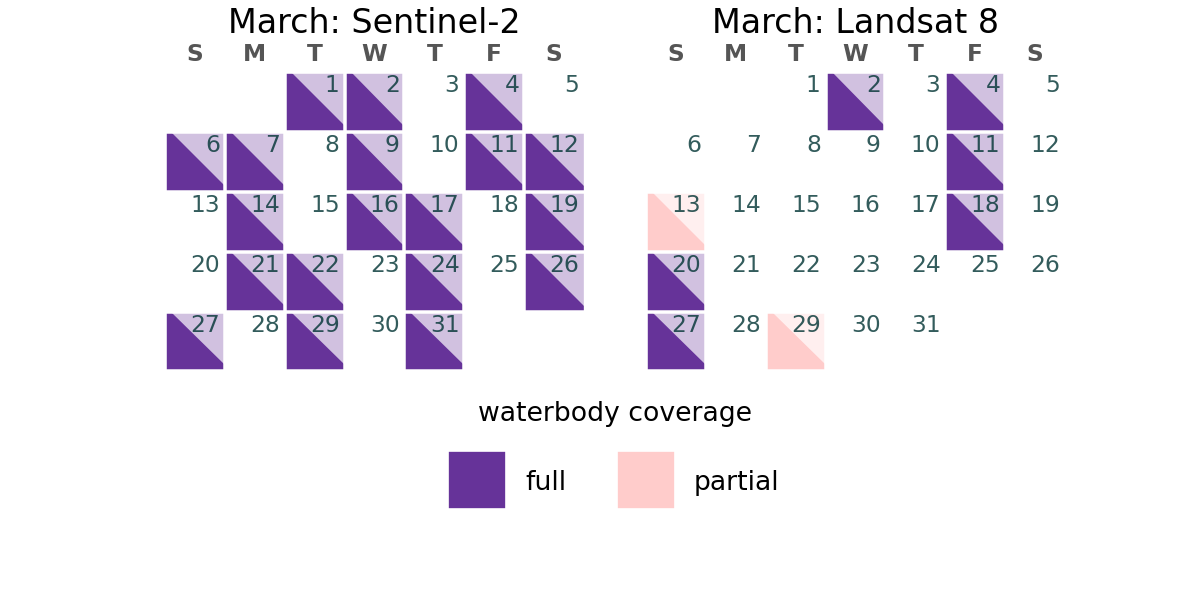 March: Sentinel-2
S M T W T F S
1 2 3 4 5
6 7 8 9 10 11 12
13 14 15 16 17 18 19
20 21 22 23 24 25 26
27 28 29 30 31
March: Landsat 8
S M T W T F S
1 2 3 4 5
6 7 8 9 10 11 12
13 14 15 16 17 18 19
20 21 22 23 24 25 26
27 28 29 30 31
waterbody coverage
full
partial